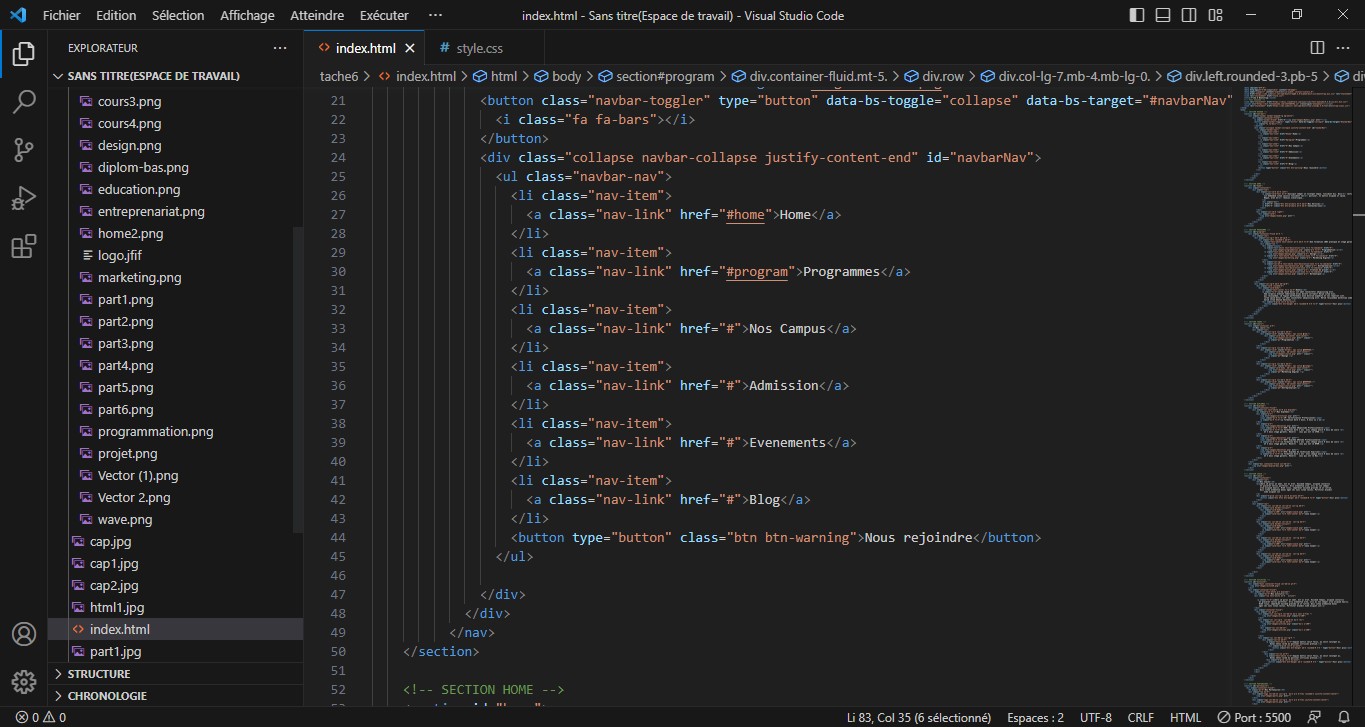 Fichier Edition Sélection Affichage Atteindre Exécuter ··· index.html - Sans titre(Espace de travail) - Visual Studio Code
EXPLORATEUR ···
SANS TITRE(ESPACE DE TRAVAIL)
cours3.png
cours4.png
design.png
diplom-bas.png
education.png
entreprenariat.png
home2.png
logo.jfif
marketing.png
part1.png
part2.png
part3.png
part4.png
part5.png
part6.png
programmation.png
projet.png
Vector (1).png
Vector 2.png
wave.png
cap.jpg
cap1.jpg
cap2.jpg
html1.jpg
index.html
part1.jpg
STRUCTURE
CHRONOLOGIE
index.html style.css
tache6 > index.html > html > body > section#program > div.container-fluid.mt-5. > div.row > div.col-lg-7.mb-4.mb-lg-0. > div.left.rounded-3.pb-5 >
21 <button class="navbar-toggler" type="button" data-bs-toggle="collapse" data-bs-target="#navbarNav"
22 <i class="fa fa-bars"></i>
23 </button>
24 <div class="collapse navbar-collapse justify-content-end" id="navbarNav">
25 <ul class="navbar-nav">
26 <li class="nav-item">
27 <a class="nav-link" href="#home">Home</a>
28 </li>
29 <li class="nav-item">
30 <a class="nav-link" href="#program">Programmes</a>
31 </li>
32 <li class="nav-item">
33 <a class="nav-link" href="#">Nos Campus</a>
34 </li>
35 <li class="nav-item">
36 <a class="nav-link" href="#">Admission</a>
37 </li>
38 <li class="nav-item">
39 <a class="nav-link" href="#">Evenements</a>
40 </li>
41 <li class="nav-item">
42 <a class="nav-link" href="#">Blog</a>
43 </li>
44 <button type="button" class="btn btn-warning">Nous rejoindre</button>
45 </ul>
46
47 </div>
48 </div>
49 </nav>
50 </section>
51
52 <!-- SECTION HOME -->
0 0 Li 83, Col 35 (6 sélectionné) Espaces : 2 UTF-8 CRLF HTML Port : 5500